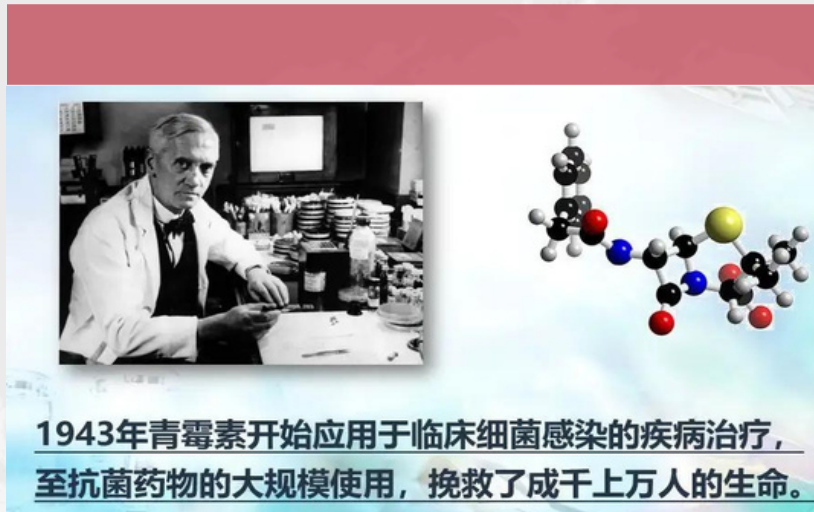 1943年青霉素开始应用于临床细菌感染的疾病治疗，
至抗菌药物的大规模使用，挽救了成千上万人的生命。